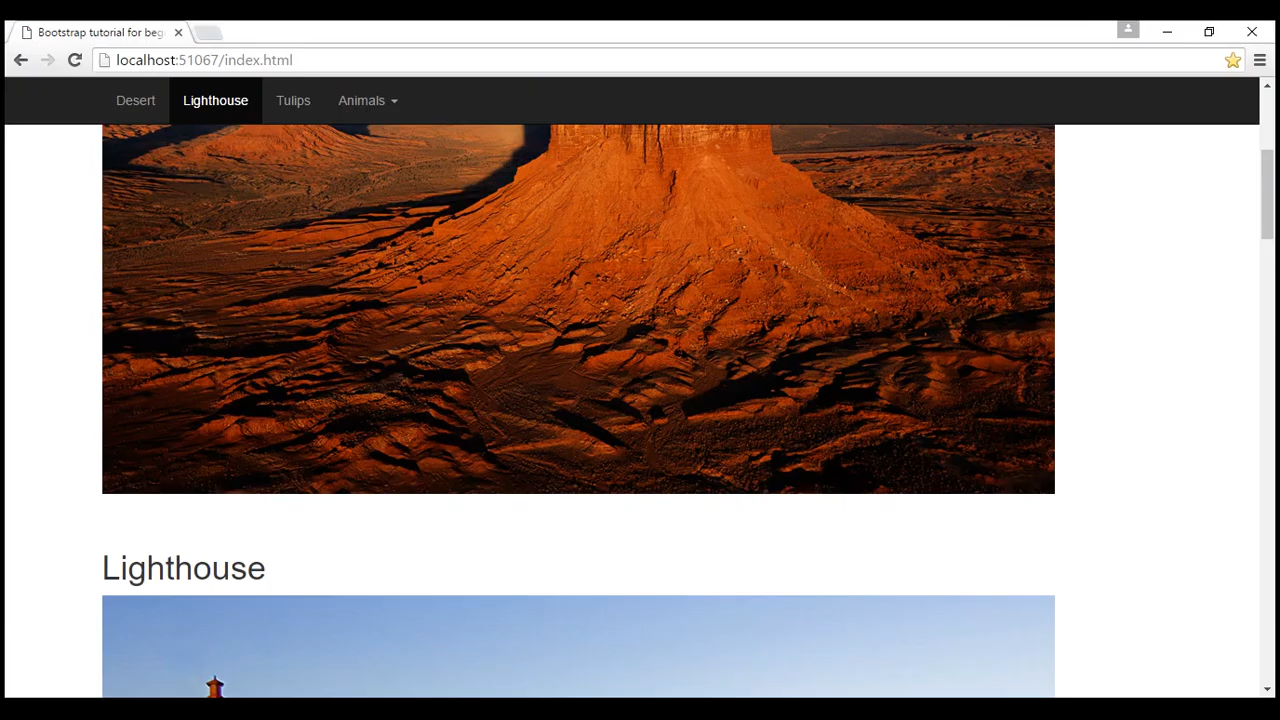 Bootstrap tutorial for beg
localhost:51067/index.html
Desert
Lighthouse
Tulips
Animals
Lighthouse